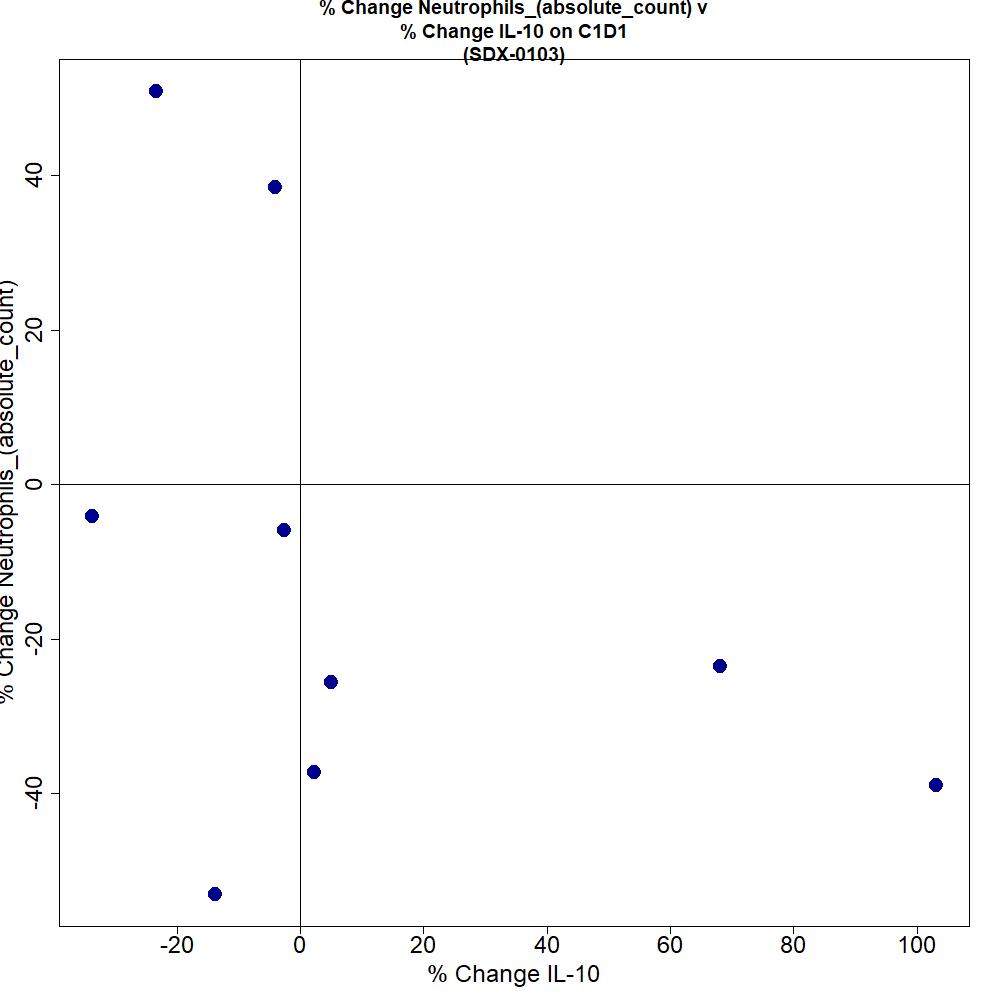 % Change Neutrophils_(absolute_count) v
% Change IL-10 on C1D1
(SDX-0103)
% Change Neutrophils_(absolute_count)
40
20
0
-20
-40
-20
0
20
40
60
80
100
% Change IL-10